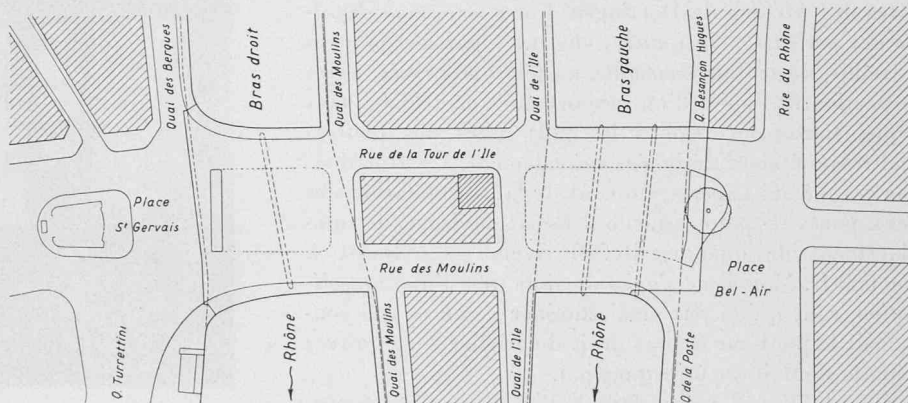 Quai des Bergues
Bras droit
Quai des Moulins
Quai de l'Ile
Bras gauche
Q. Besançon Hugues
Rue du Rhône
Rue de la Tour de l'Ile
Place
St Gervais
Rue des Moulins
Place
Bel-Air
Q. Turrettini
Rhône
Quai des Moulins
Quai de l'Ile
Rhône
Q de la Poste